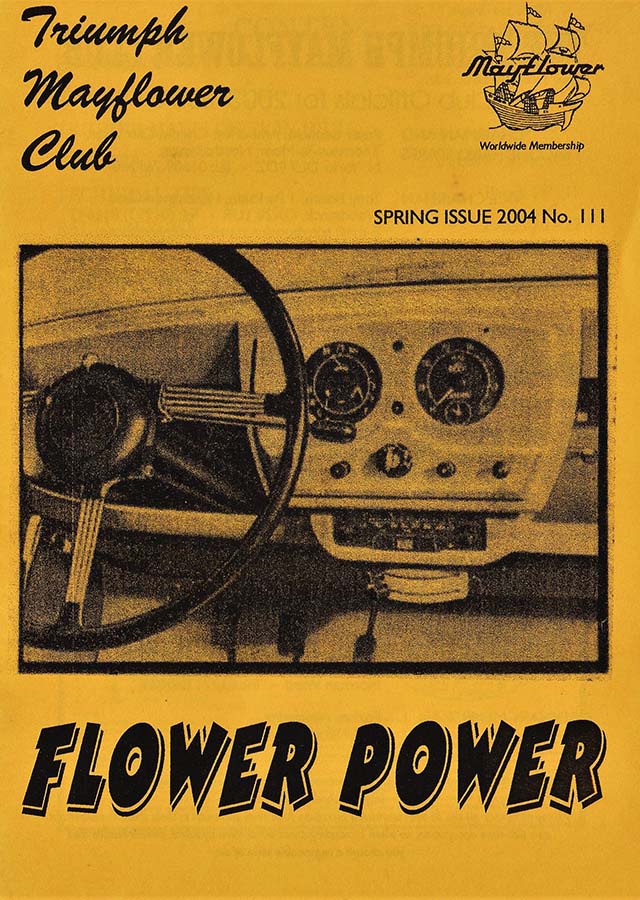 Triumph
Mayflower
Club
Mayflower
Worldwide Membership
SPRING ISSUE 2004 No. 111
FLOWER POWER